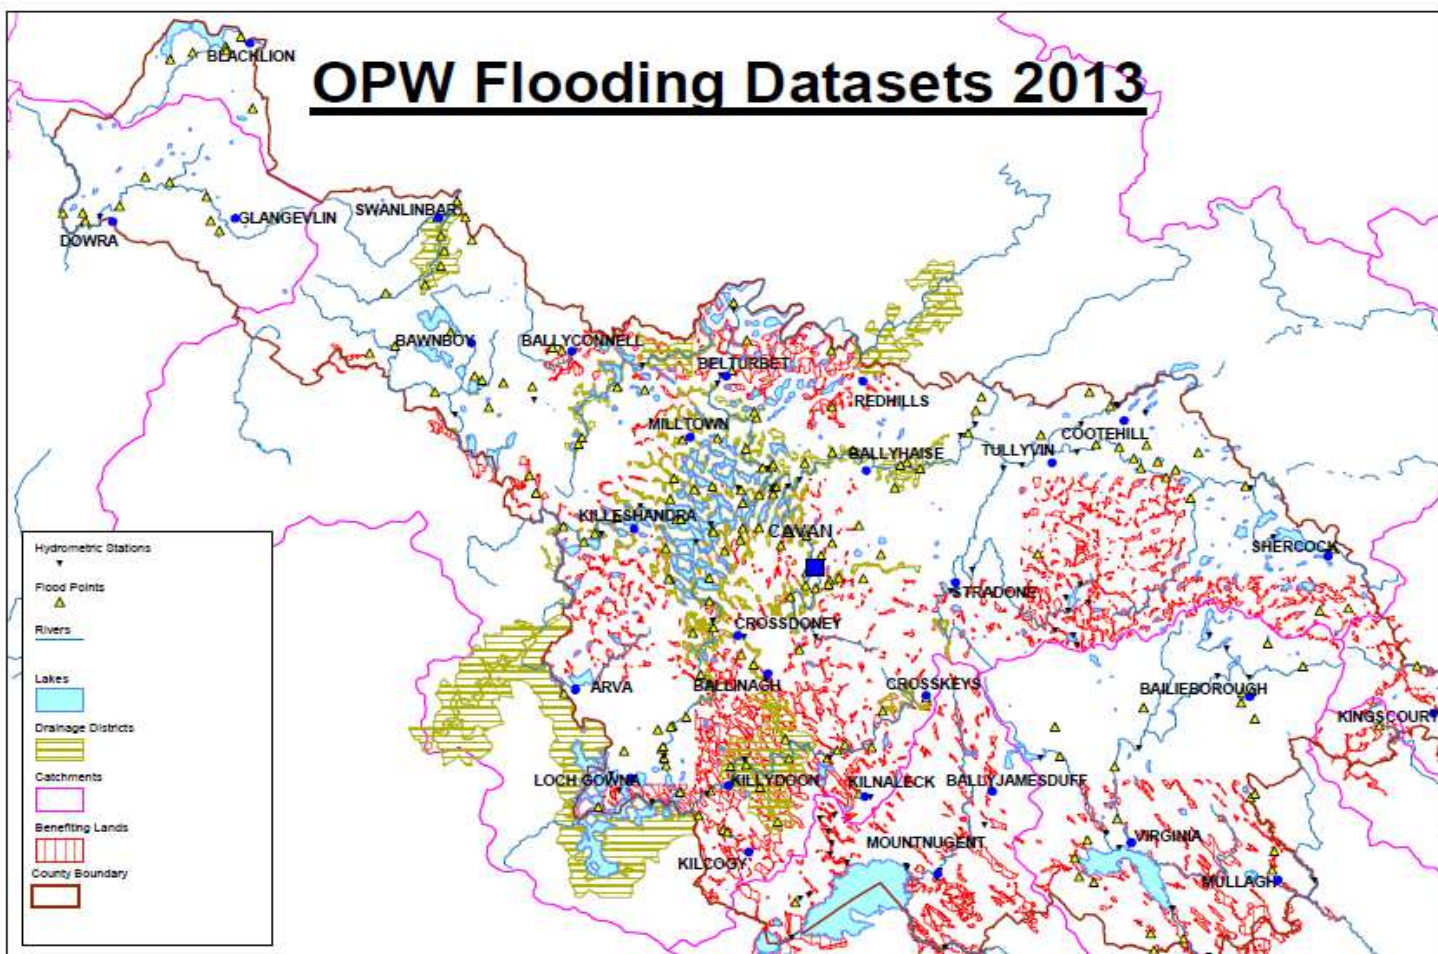 OPW Flooding Datasets 2013
BLACKLION
GLANGEVLIN
SWANLINBAR
DOWRA
BAWNBOY
BALLYCONNELL
BELTURBET
REDHILLS
MILLTOWN
COOTEHILL
TULLYVIN
BALLYHAISE
KILLESHANDRA
CAVAN
SHERCOCK
STRADONE
CROSSDONEY
ARVA
BALLINAGH
CROSSKEYS
BAILIEBOROUGH
KINGSCOURT
LOCH GOWNA
KILLYDOON
KILNALECK
BALLYJAMESDUFF
VIRGINIA
MOUNTNUGENT
KILCOGY
MULLAGH
Hydrometric Stations
Flood Points
Rivers
Lakes
Drainage Districts
Catchments
Benefiting Lands
County Boundary